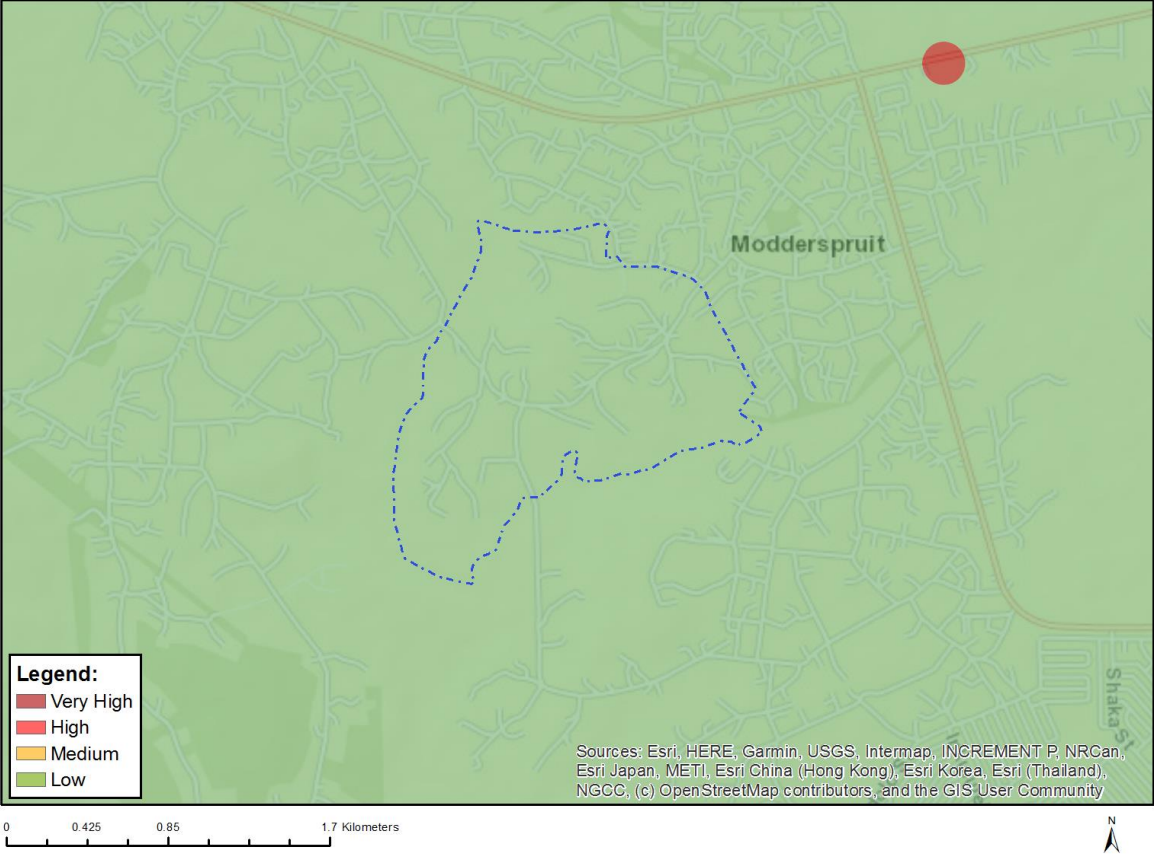 Modderspruit
Legend:
Very High
High
Medium
Low
Shaka St
Sources: Esri, HERE, Garmin, USGS, Intermap, INCREMENT P, NRCan,
Esri Japan, METI, Esri China (Hong Kong), Esri Korea, Esri (Thailand),
NGCC, (c) OpenStreetMap contributors, and the GIS User Community
0 0.425 0.85 1.7 Kilometers
N